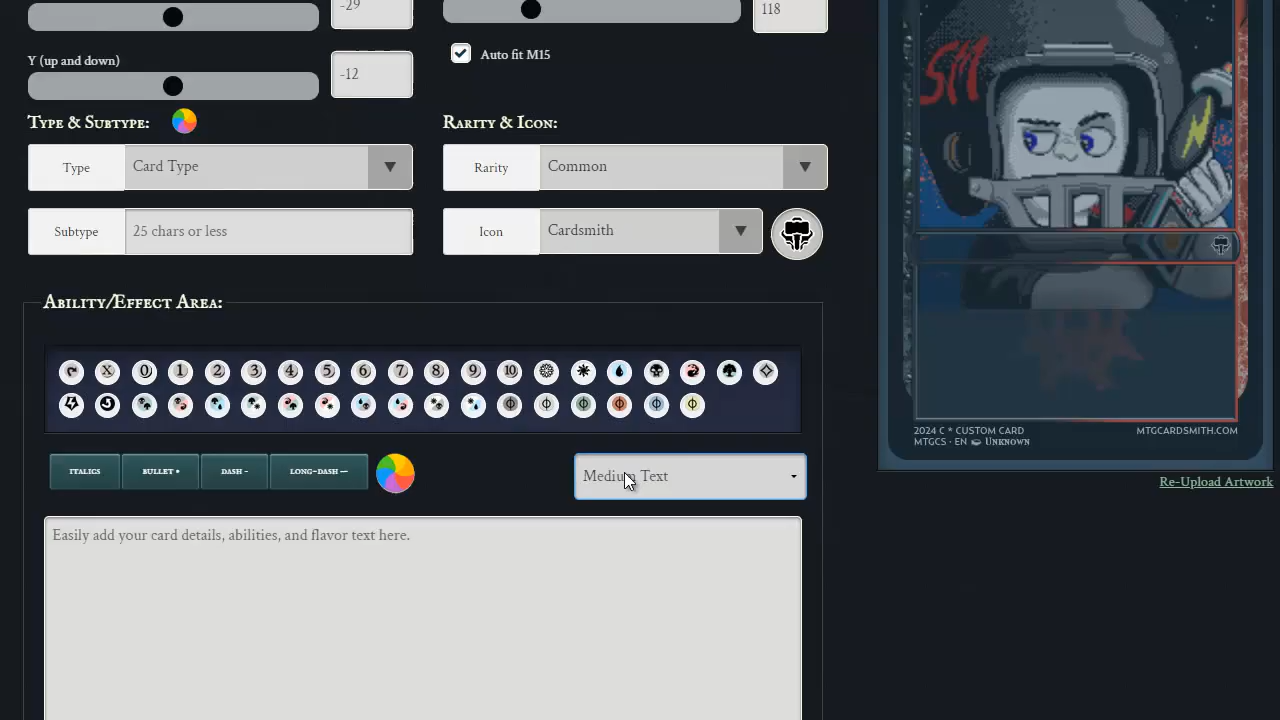 -29
118
Auto fit M15
Y (up and down)
-12
Type & Subtype:
Rarity & Icon:
Type
Card Type
Rarity
Common
Subtype
25 chars or less
Icon
Cardsmith
Ability/Effect Area:
X 0 1 2 3 4 5 6 7 8 9 10
ITALICS
BULLET •
DASH -
LONG-DASH —
Medium Text
Easily add your card details, abilities, and flavor text here.
2024 C * CUSTOM CARD
MTGCARDSMITH.COM
MTGCS · EN Unknown
Re-Upload Artwork